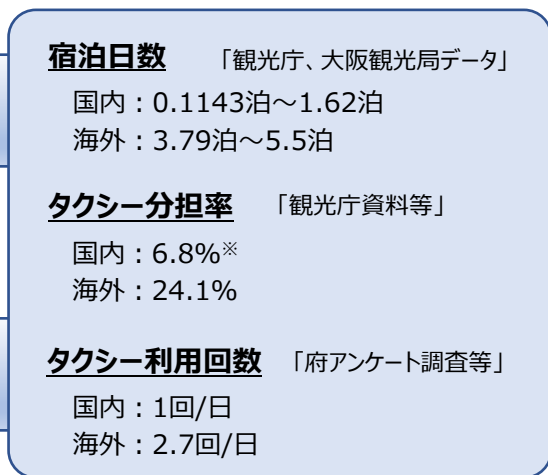 宿泊日数 「観光庁、大阪観光局データ」
国内：0.1143泊～1.62泊
海外：3.79泊～5.5泊
タクシー分担率 「観光庁資料等」
国内：6.8%※
海外：24.1%
タクシー利用回数 「府アンケート調査等」
国内：1回/日
海外：2.7回/日